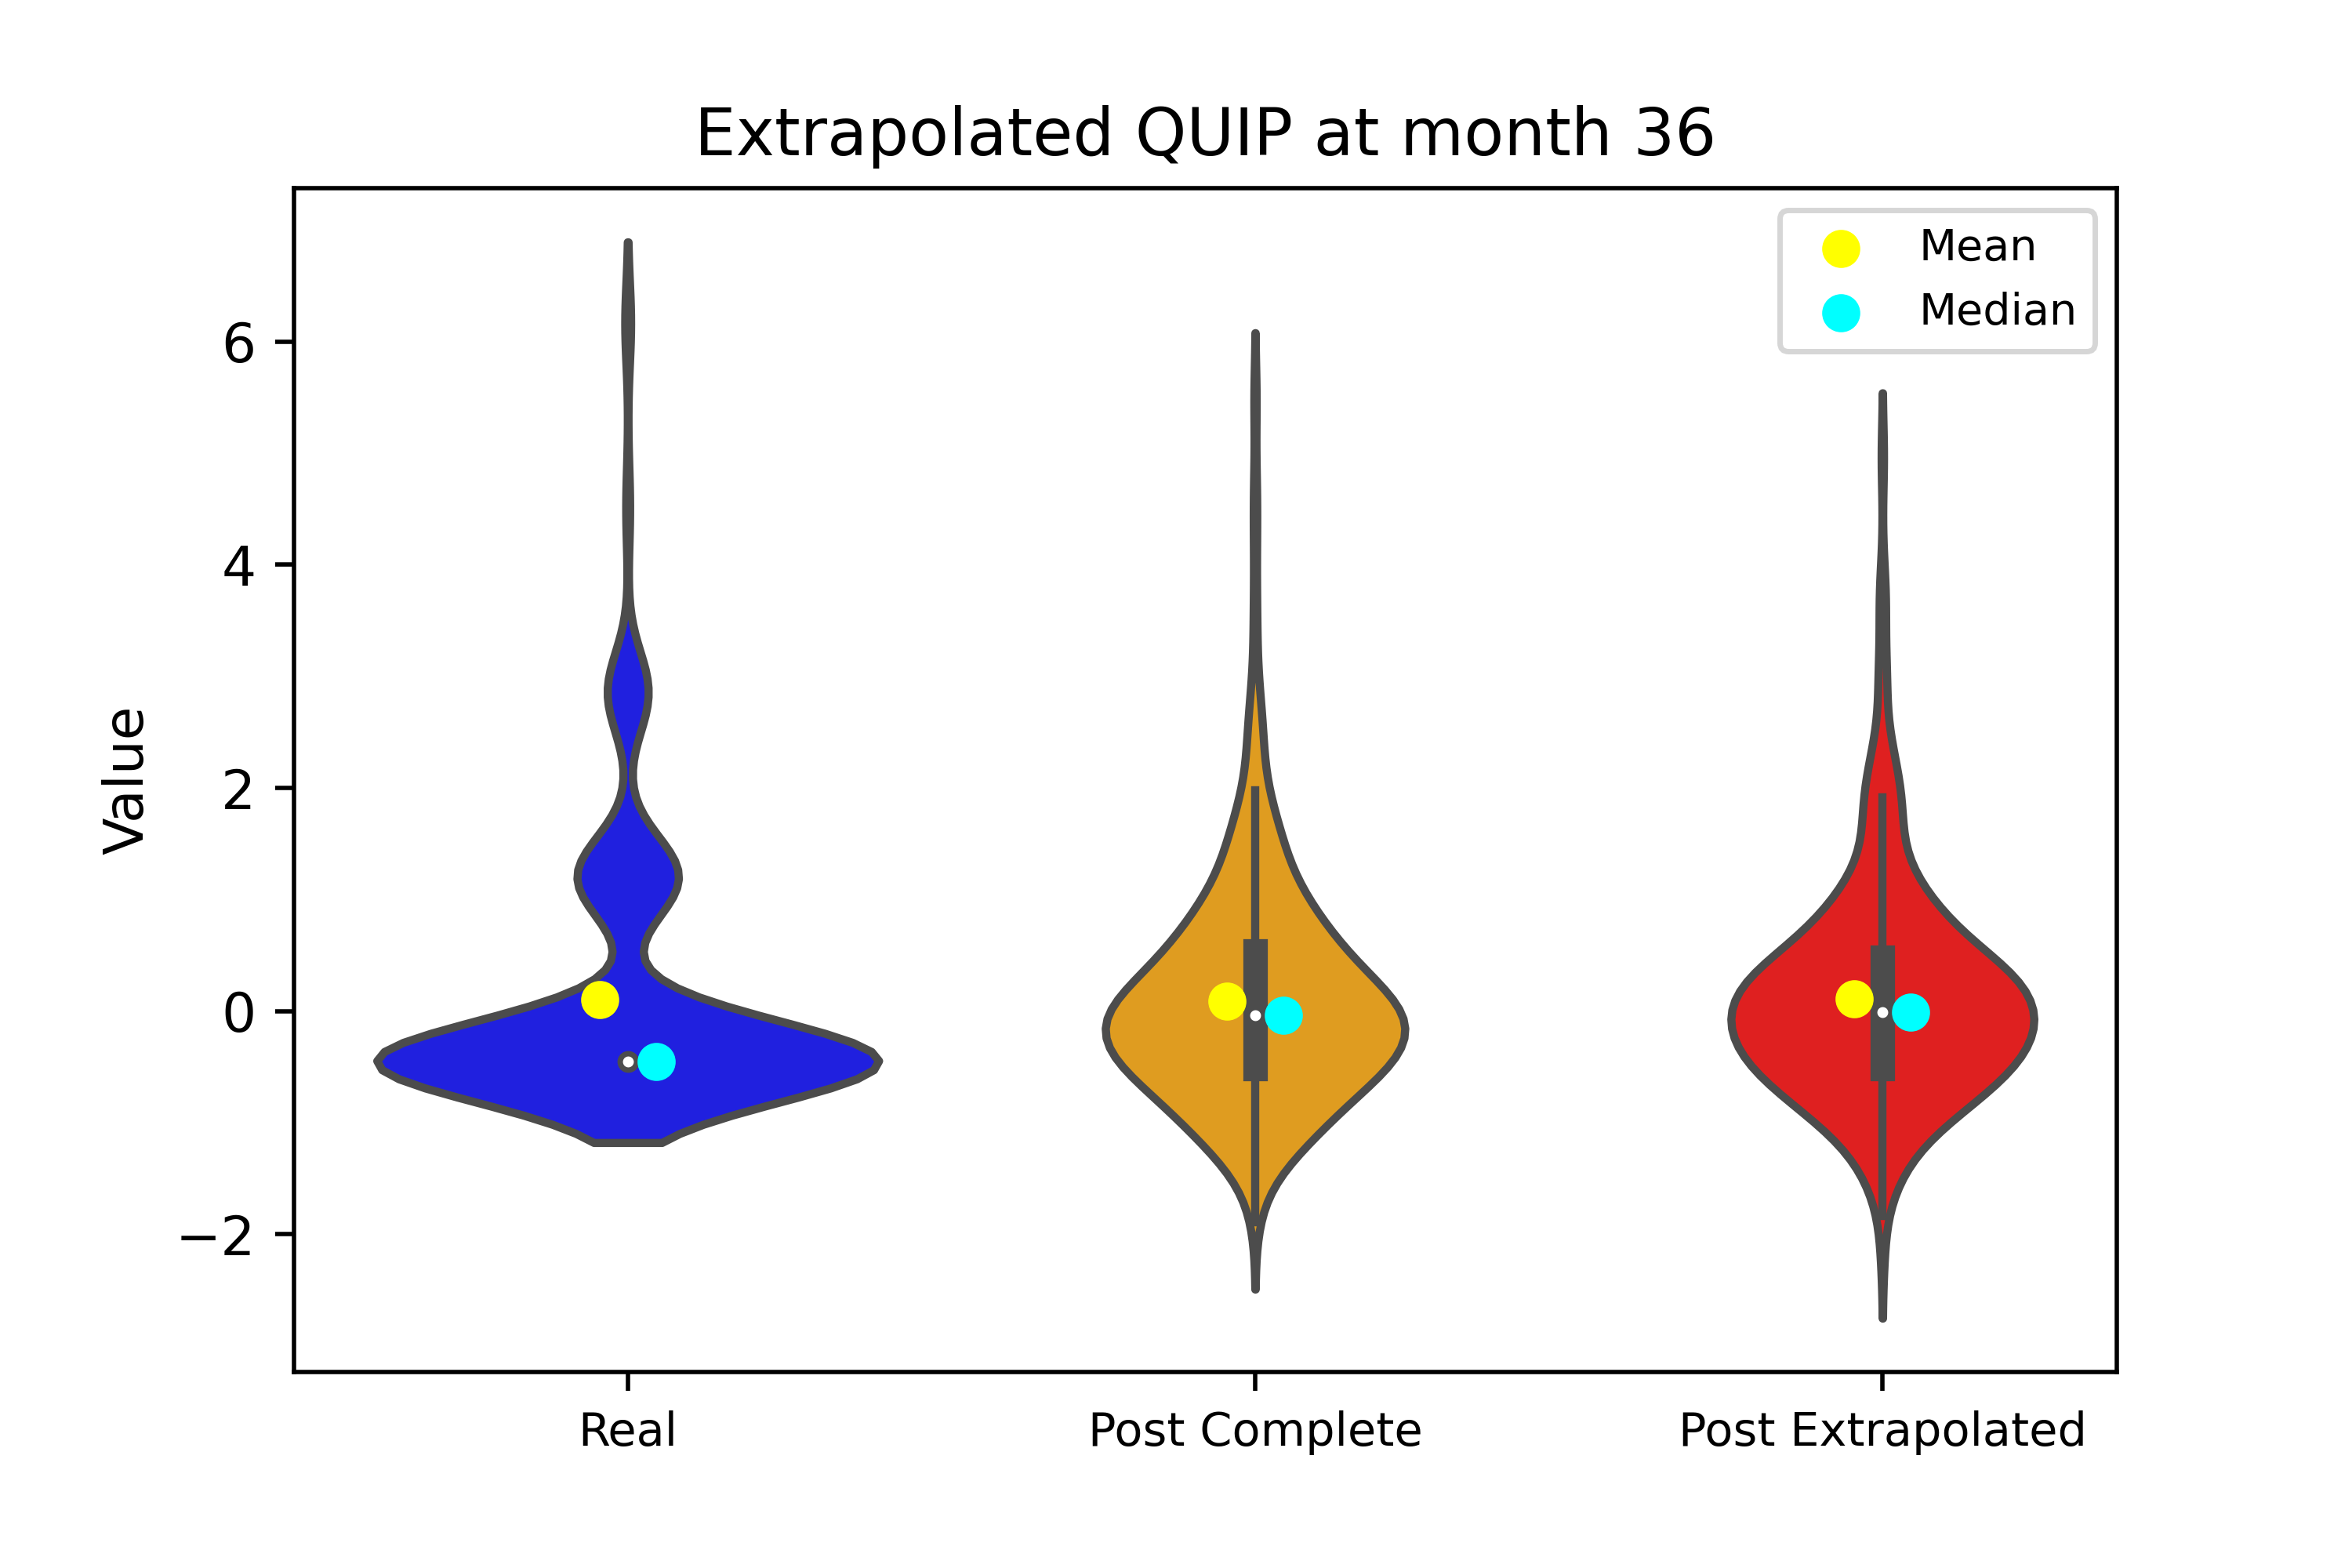 Extrapolated QUIP at month 36
Mean
Median
6
4
2
0
−2
Value
Real
Post Complete
Post Extrapolated